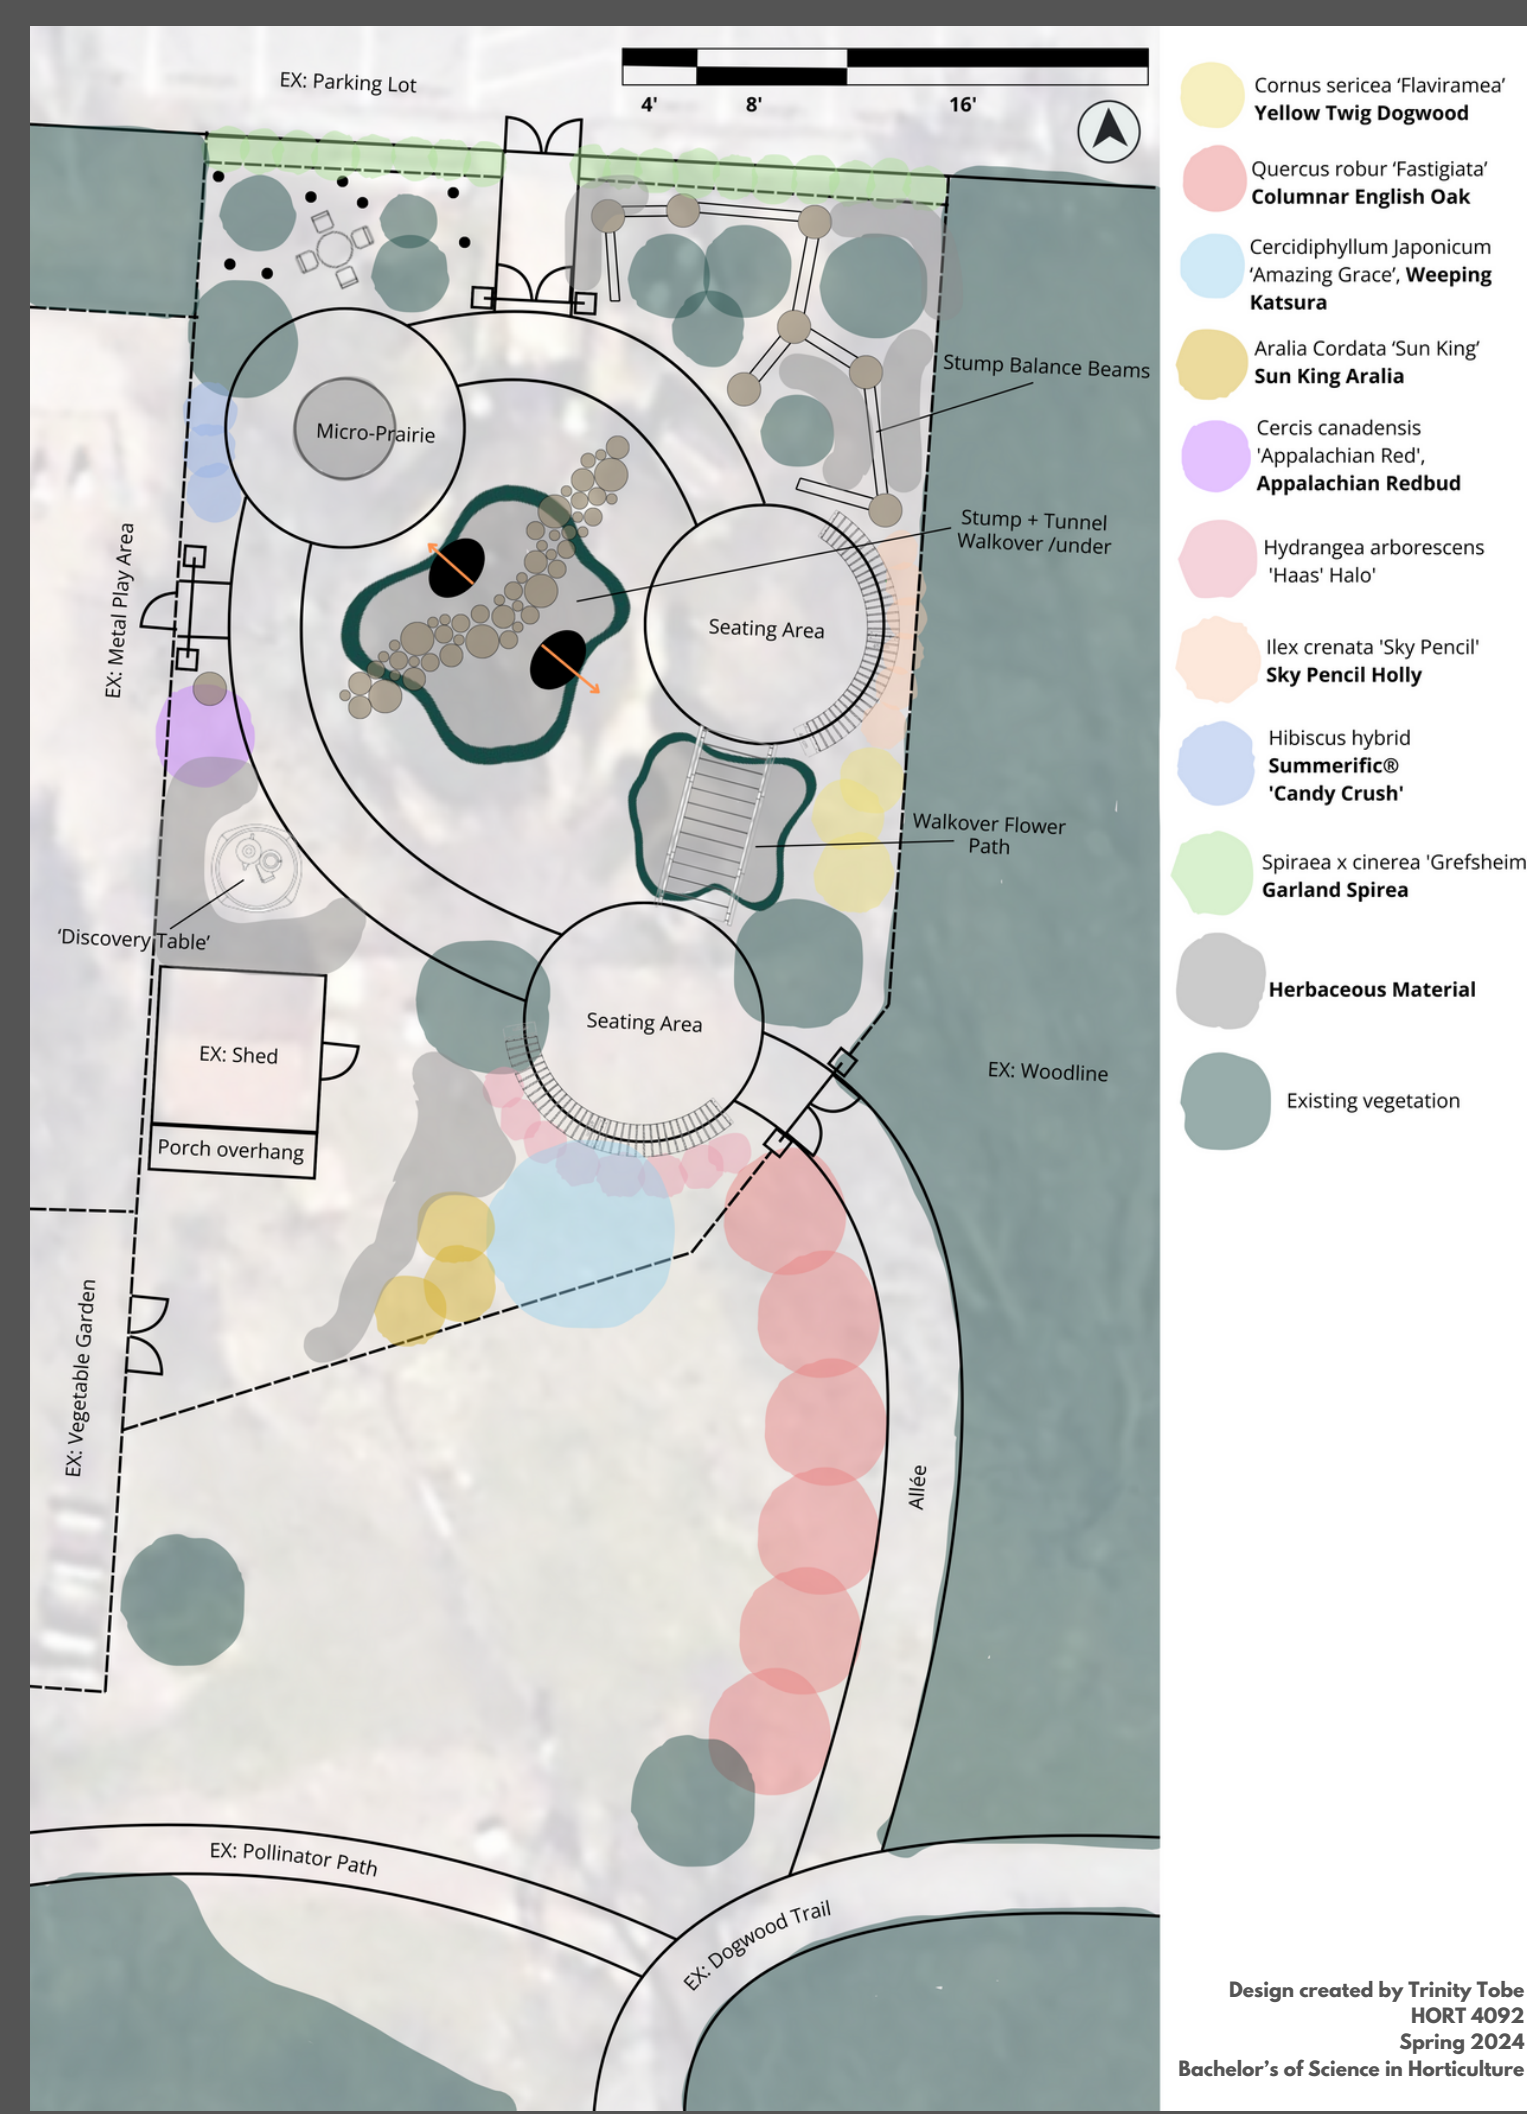 EX: Parking Lot
4' 8' 16'
Stump Balance Beams
Micro-Prairie
Stump + Tunnel
Walkover /under
EX: Metal Play Area
Seating Area
Walkover Flower
Path
‘Discovery Table’
Seating Area
EX: Shed
Porch overhang
EX: Woodline
EX: Vegetable Garden
Allée
EX: Pollinator Path
EX: Dogwood Trail
Cornus sericea ‘Flaviramea’
Yellow Twig Dogwood
Quercus robur ‘Fastigiata’
Columnar English Oak
Cercidiphyllum Japonicum
‘Amazing Grace’, Weeping
Katsura
Aralia Cordata ‘Sun King’
Sun King Aralia
Cercis canadensis
'Appalachian Red',
Appalachian Redbud
Hydrangea arborescens
'Haas' Halo'
Ilex crenata 'Sky Pencil'
Sky Pencil Holly
Hibiscus hybrid
Summerific®
'Candy Crush'
Spiraea x cinerea 'Grefsheim
Garland Spirea
Herbaceous Material
Existing vegetation
Design created by Trinity Tobe
HORT 4092
Spring 2024
Bachelor’s of Science in Horticulture